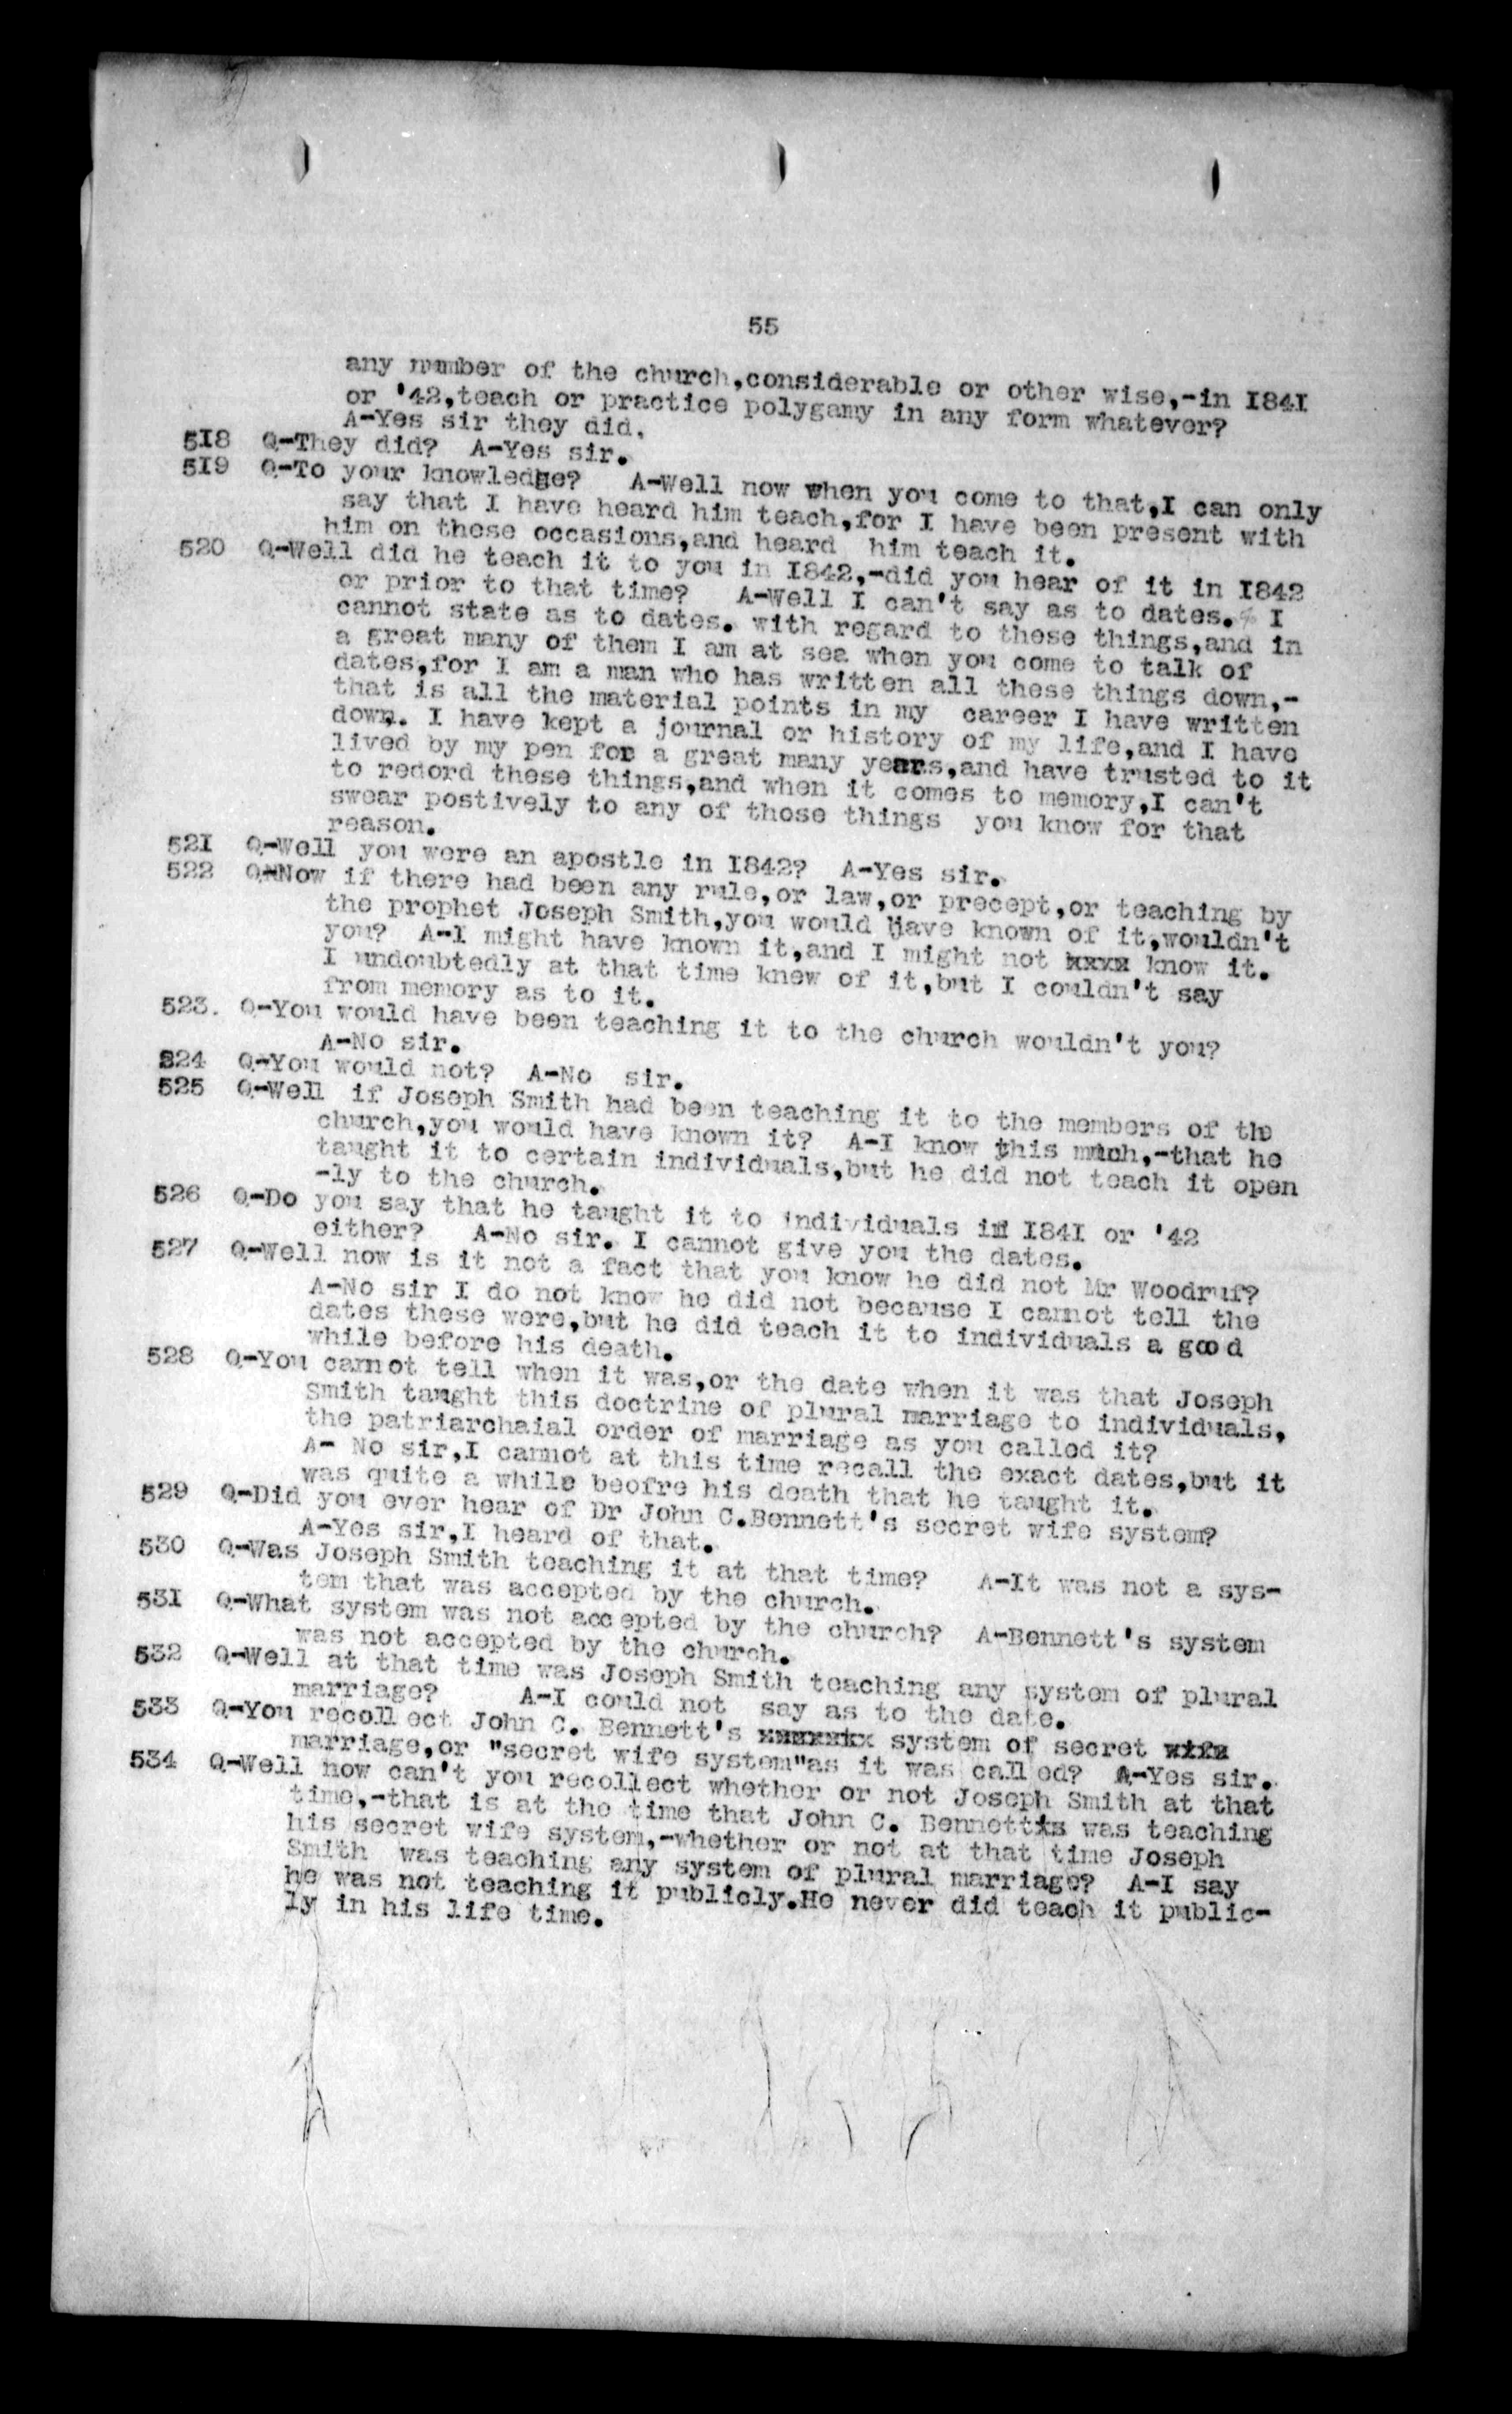 55
any number of the church,considerable or other wise,-in I84I
or '42,teach or practice polygamy in any form whatever?
A-Yes sir they did.
5I8 Q-They did? A-Yes sir.
5I9 Q-To your knowledge? A-Well now when you come to that,I can only
say that I have heard him teach,for I have been present with
him on these occasions,and heard him teach it.
520 Q-Well did he teach it to you in I842,-did you hear of it in I842
or prior to that time? A-Well I can't say as to dates. I
cannot state as to dates. with regard to these things,and in
a great many of them I am at sea when you come to talk of
dates,for I am a man who has written all these things down,-
that is all the material points in my career I have written
down. I have kept a journal or history of my life,and I have
lived by my pen for a great many years,and have trusted to it
to redord these things,and when it comes to memory,I can't
swear postively to any of those things you know for that
reason.
52I Q-Well you were an apostle in I842? A-Yes sir.
522 Q-Now if there had been any rule,or law,or precept,or teaching by
the prophet Joseph Smith,you would have known of it,wouldn't
you? A-I might have known it,and I might not xxxx know it.
I undoubtedly at that time knew of it,but I couldn't say
from memory as to it.
523. Q-You would have been teaching it to the church wouldn't you?
A-No sir.
S24 Q-You would not? A-No sir.
525 Q-Well if Joseph Smith had been teaching it to the members of the
church,you would have known it? A-I know this much,-that he
taught it to certain individuals,but he did not teach it open
-ly to the church.
526 Q-Do you say that he taught it to individuals in I84I or '42
either? A-No sir. I cannot give you the dates.
527 Q-Well now is it not a fact that you know he did not Mr Woodruf?
A-No sir I do not know he did not because I cannot tell the
dates these were,but he did teach it to individuals a good
while before his death.
528 Q-You cannot tell when it was,or the date when it was that Joseph
Smith taught this doctrine of plural marriage to individuals,
the patriarchaial order of marriage as you called it?
A- No sir,I cannot at this time recall the exact dates,but it
was quite a while beofre his death that he taught it.
529 Q-Did you ever hear of Dr John C.Bennett's secret wife system?
A-Yes sir,I heard of that.
530 Q-Was Joseph Smith teaching it at that time? A-It was not a sys-
tem that was accepted by the church.
53I Q-What system was not accepted by the church? A-Bennett's system
was not accepted by the church.
532 Q-Well at that time was Joseph Smith teaching any system of plural
marriage? A-I could not say as to the date.
533 Q-You recollect John C. Bennett's system of secret wife
marriage,or "secret wife system"as it was called? A-Yes sir.
534 Q-Well now can't you recollect whether or not Joseph Smith at that
time,-that is at the time that John C. Bennett was teaching
his secret wife system,-whether or not at that time Joseph
Smith was teaching any system of plural marriage? A-I say
he was not teaching it publicly.He never did teach it public-
ly in his life time.